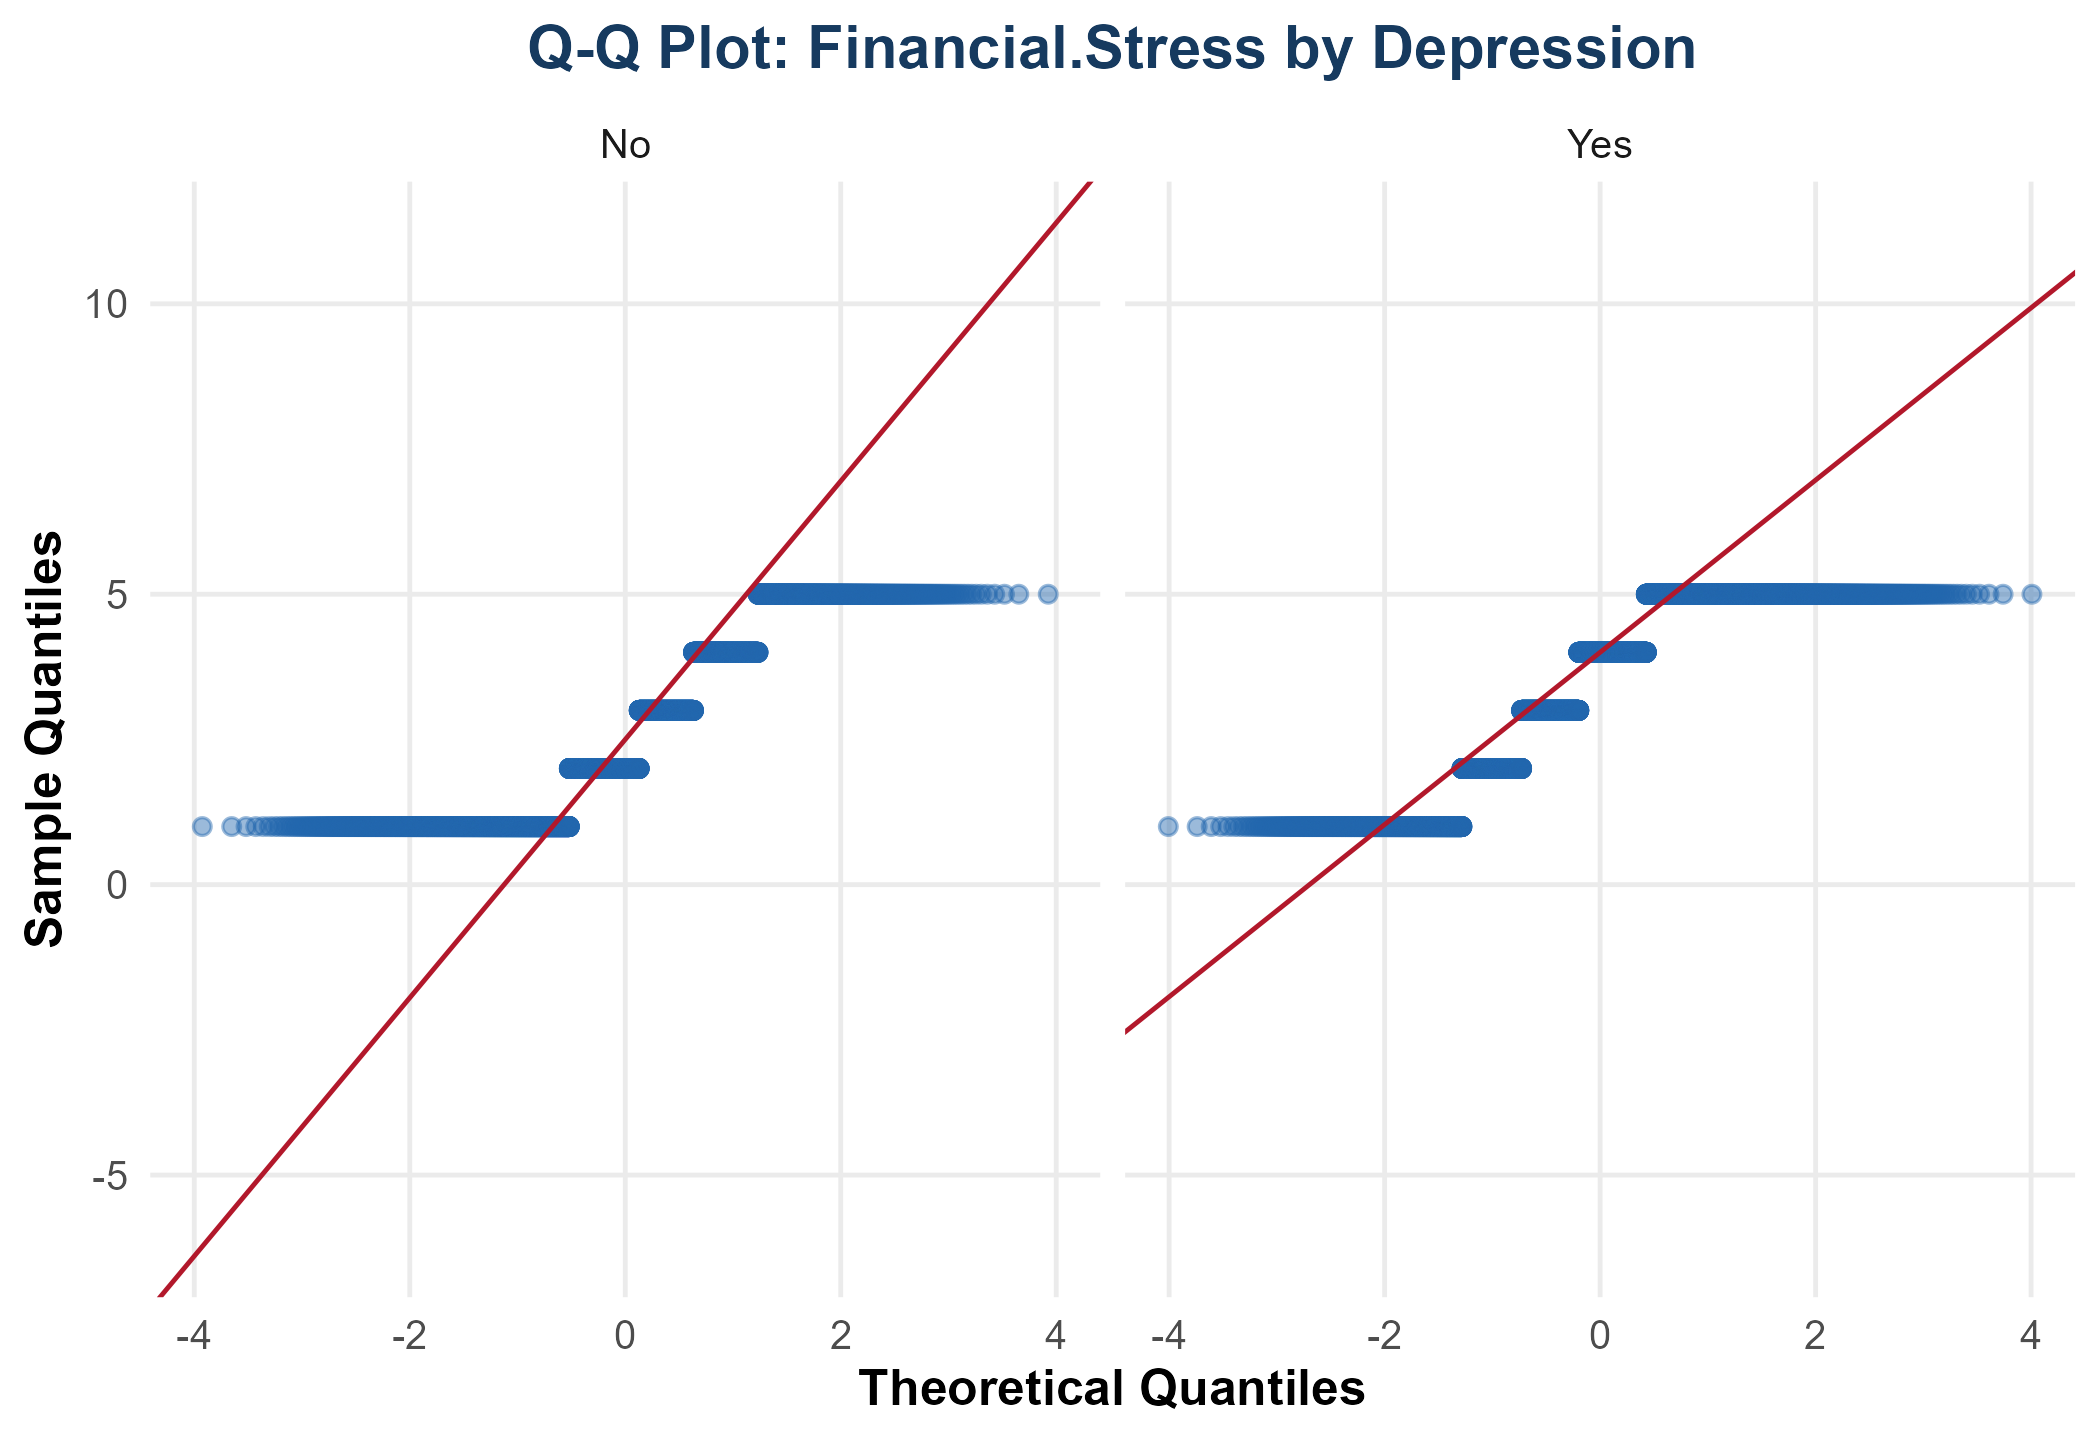 Q-Q Plot: Financial.Stress by Depression
No Yes
10
5
0
-5
Sample Quantiles
-4 -2 0 2 4 -4 -2 0 2 4
Theoretical Quantiles